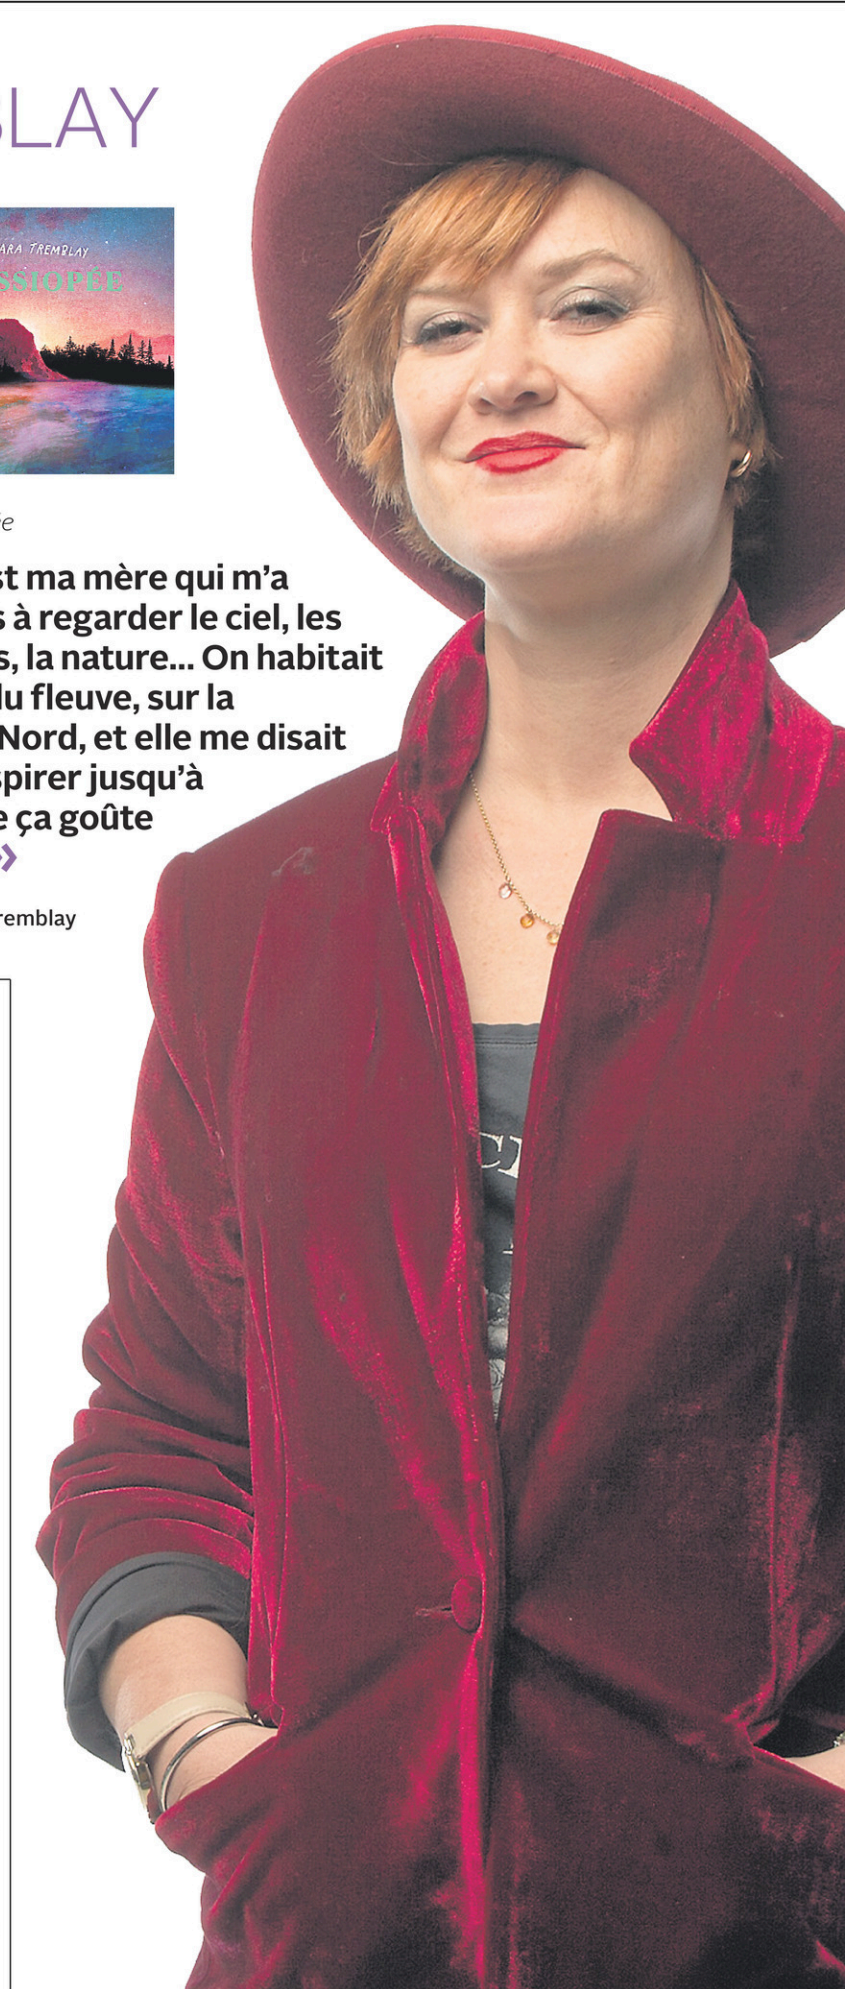 BLAY
ARA TREMBLAY
SSIOPÉE
e
st ma mère qui m'a
s à regarder le ciel, les
s, la nature... On habitait
du fleuve, sur la
Nord, et elle me disait
spirer jusqu'à
e ça goûte
»
remblay